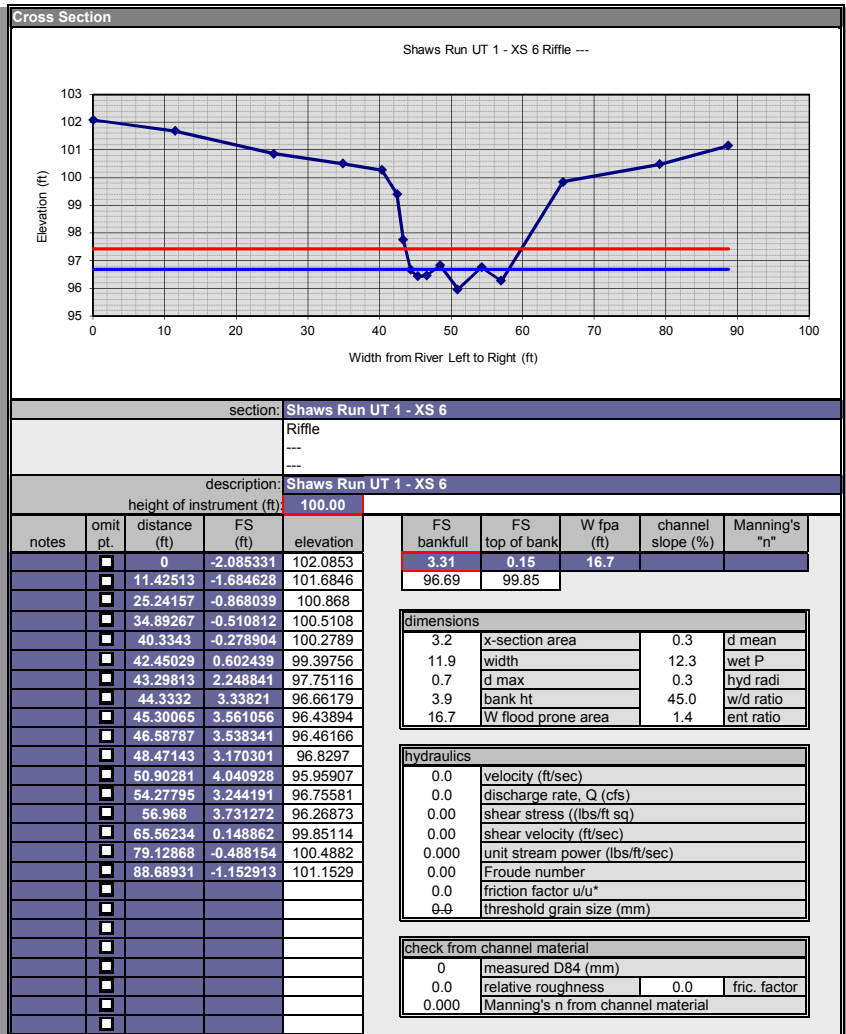 Cross Section
Shaws Run UT 1 - XS 6 Riffle ---
103
102
101
100
99
98
97
96
95
Elevation (ft)
0 10 20 30 40 50 60 70 80 90 100
Width from River Left to Right (ft)
section: Shaws Run UT 1 - XS 6
Riffle
---
---
description: Shaws Run UT 1 - XS 6
height of instrument (ft): 100.00
notes omit pt. distance (ft) FS (ft) elevation
0 -2.085331 102.0853
11.42513 -1.684628 101.6846
25.24157 -0.868039 100.868
34.89267 -0.510812 100.5108
40.3343 -0.278904 100.2789
42.45029 0.602439 99.39756
43.29813 2.248841 97.75116
44.3332 3.33821 96.66179
45.30065 3.561056 96.43894
46.58787 3.538341 96.46166
48.47143 3.170301 96.8297
50.90281 4.040928 95.95907
54.27795 3.244191 96.75581
56.968 3.731272 96.26873
65.56234 0.148862 99.85114
79.12868 -0.488154 100.4882
88.68931 -1.152913 101.1529
FS bankfull FS top of bank W fpa (ft) channel slope (%) Manning's "n"
3.31 0.15 16.7
96.69 99.85
dimensions
3.2 x-section area 0.3 d mean
11.9 width 12.3 wet P
0.7 d max 0.3 hyd radi
3.9 bank ht 45.0 w/d ratio
16.7 W flood prone area 1.4 ent ratio
hydraulics
0.0 velocity (ft/sec)
0.0 discharge rate, Q (cfs)
0.00 shear stress ((lbs/ft sq)
0.00 shear velocity (ft/sec)
0.000 unit stream power (lbs/ft/sec)
0.00 Froude number
0.0 friction factor u/u*
0.0 threshold grain size (mm)
check from channel material
0 measured D84 (mm)
0.0 relative roughness 0.0 fric. factor
0.000 Manning's n from channel material